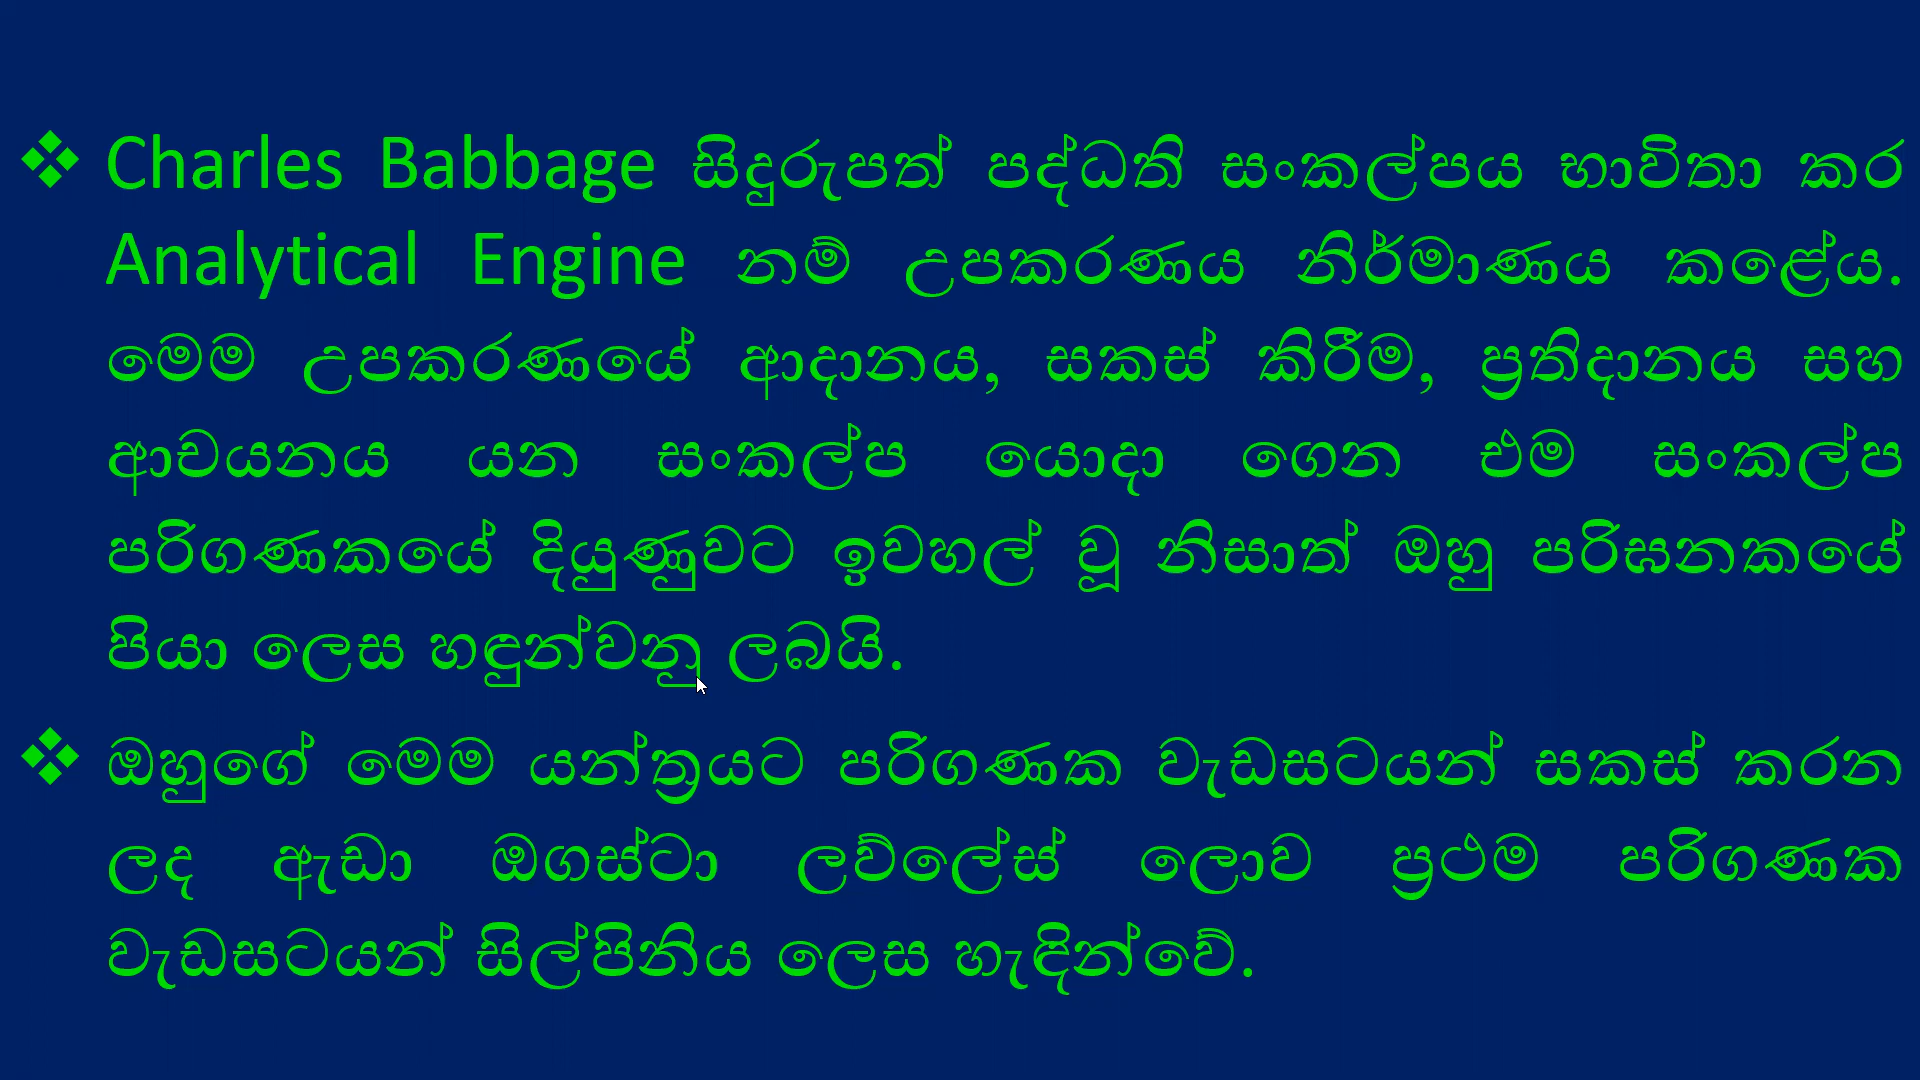 ❖ Charles Babbage සිදුරුපත් පද්ධති සංකල්පය භාවිතා කර
Analytical Engine නම් උපකරණය නිර්මාණය කළේය.
මෙම උපකරණයේ ආදානය, සකස් කිරීම, ප්‍රතිදානය සහ
ආචයනය යන සංකල්ප යොදා ගෙන එම සංකල්ප
පරිගණකයේ දියුණුවට ඉවහල් වූ නිසාත් ඔහු පරිඝනකයේ
පියා ලෙස හඳුන්වනු ලබයි.
❖ ඔහුගේ මෙම යන්ත්‍රයට පරිගණක වැඩසටයන් සකස් කරන
ලද ඇඩා ඔගස්ටා ලව්ලේස් ලොව ප්‍රථම පරිගණක
වැඩසටයන් සිල්පිනිය ලෙස හැඳින්වේ.